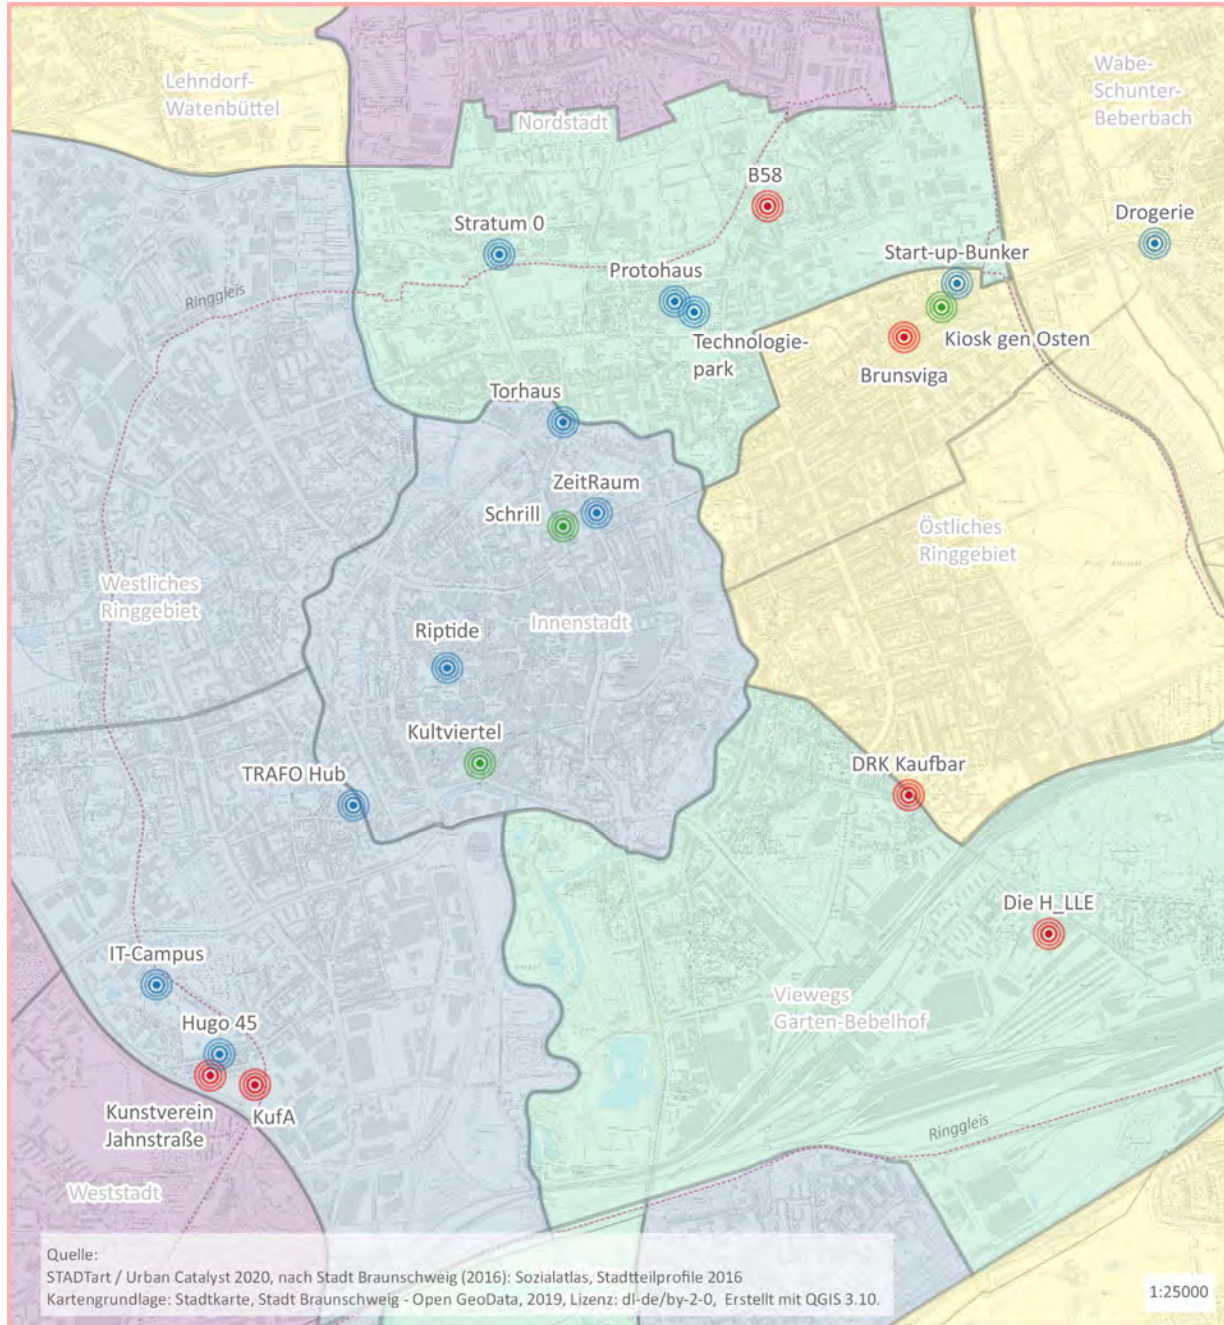 Lehndorf-
Watenbüttel
Wabe-
Schunter-
Beberbach
Nordstadt
B58
Stratum 0
Drogerie
Start-up-Bunker
Protohaus
Ringgleis
Technologie-
park
Kiosk gen Osten
Brunsviga
Torhaus
ZeitRaum
Schrill
Östliches
Ringgebiet
Westliches
Ringgebiet
Innenstadt
Riptide
Kultviertel
TRAFO Hub
DRK Kaufbar
Die H_LLE
IT-Campus
Viewegs
Garten-Bebelhof
Hugo 45
Kunstverein
Jahnstraße
KufA
Ringgleis
Weststadt
Quelle:
STADTart / Urban Catalyst 2020, nach Stadt Braunschweig (2016): Sozialatlas, Stadtteilprofile 2016
Kartengrundlage: Stadtkarte, Stadt Braunschweig - Open GeoData, 2019, Lizenz: dl-de/by-2-0, Erstellt mit QGIS 3.10.
1:25000